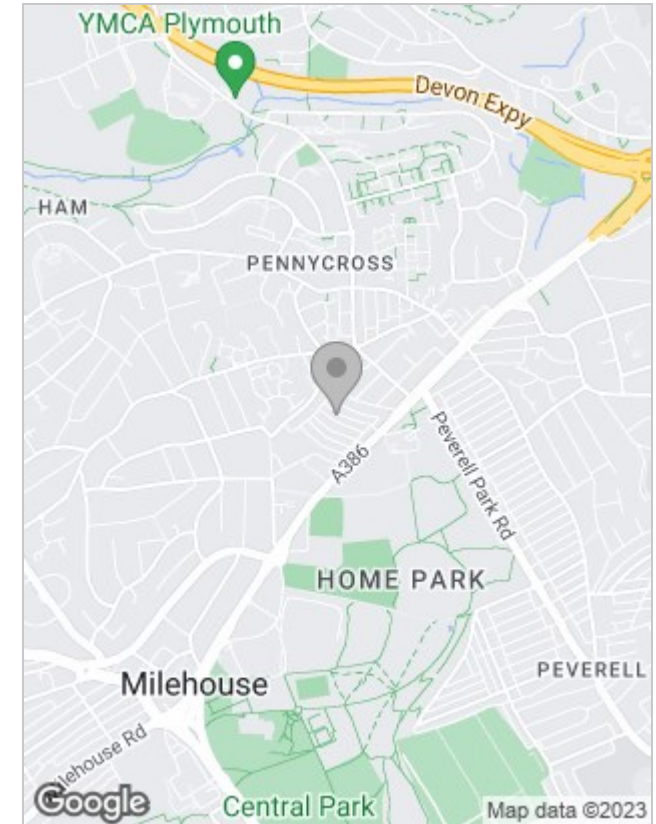 YMCA Plymouth
Devon Expy
HAM
PENNYCROSS
A386
Peverell Park Rd
HOME PARK
PEVERELL
Milehouse
Milehouse Rd
Google
Central Park
Map data ©2023